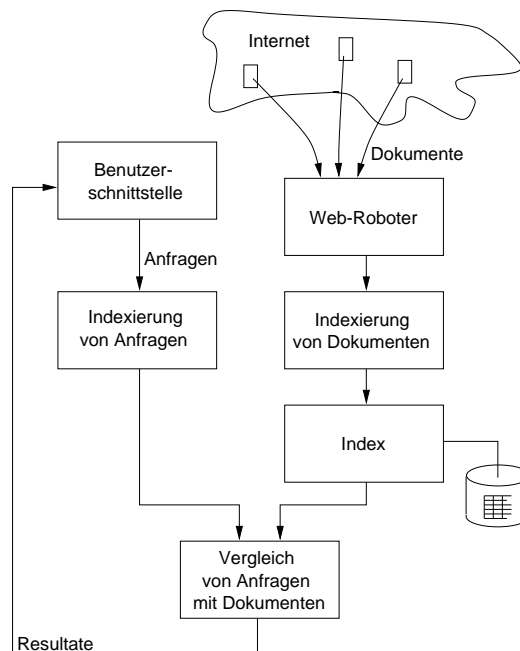 Internet
Dokumente
Benutzer-
schnittstelle
Web-Roboter
Anfragen
Indexierung
von Anfragen
Indexierung
von Dokumenten
Index
Vergleich
von Anfragen
mit Dokumenten
Resultate